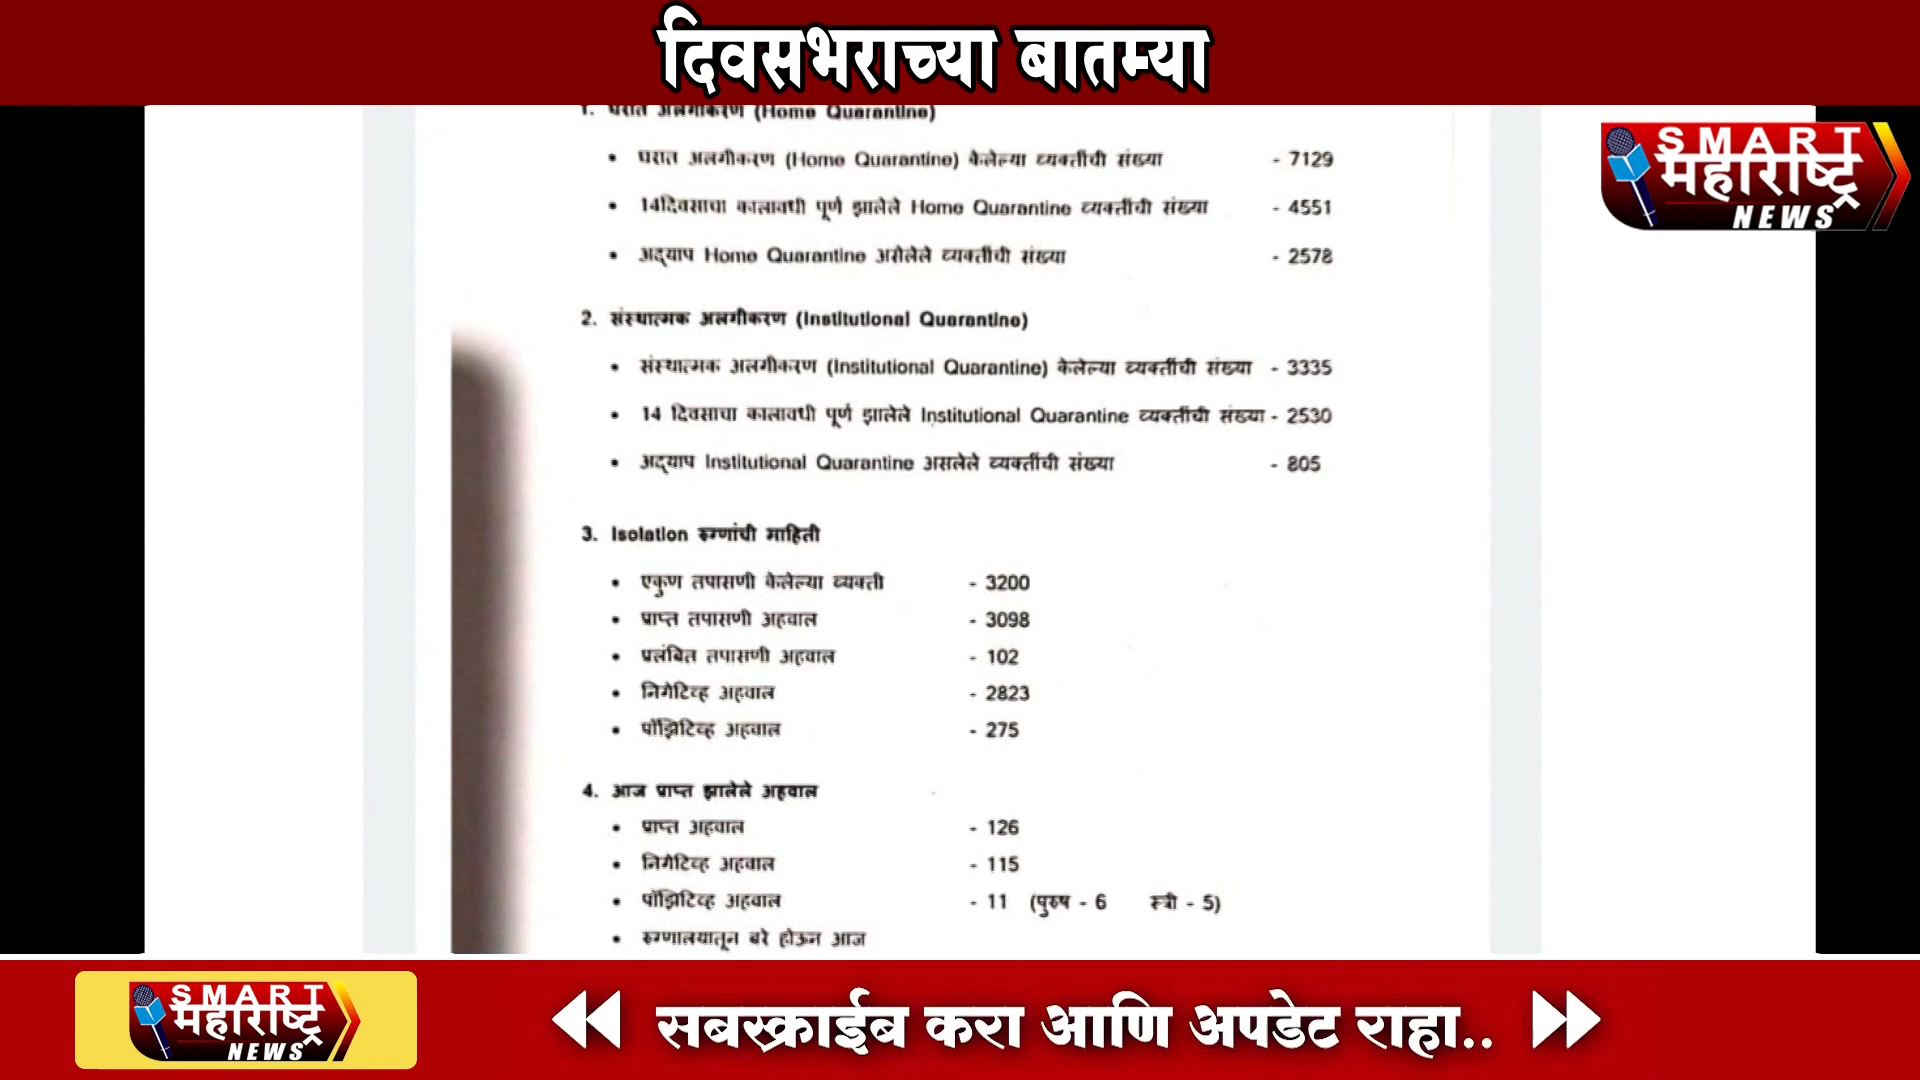 दिवसभराच्या बातम्या
1. घरात अलगीकरण (Home Quarantine)
• घरात अलगीकरण (Home Quarantine) केलेल्या व्यक्तींची संख्या - 7129
• 14दिवसाचा कालावधी पूर्ण झालेले Home Quarantine व्यक्तींची संख्या - 4551
• अद्याप Home Quarantine असेलेले व्यक्तींची संख्या - 2578
2. संस्थात्मक अलगीकरण (Institutional Quarantine)
• संस्थात्मक अलगीकरण (Institutional Quarantine) केलेल्या व्यक्तींची संख्या - 3335
• 14 दिवसाचा कालावधी पूर्ण झालेले Institutional Quarantine व्यक्तींची संख्या - 2530
• अद्याप Institutional Quarantine असलेले व्यक्तींची संख्या - 805
3. Isolation रुग्णांची माहिती
• एकुण तपासणी केलेल्या व्यक्ती - 3200
• प्राप्त तपासणी अहवाल - 3098
• प्रलंबित तपासणी अहवाल - 102
• निगेटिव्ह अहवाल - 2823
• पॉझिटिव्ह अहवाल - 275
4. आज प्राप्त झालेले अहवाल
• प्राप्त अहवाल - 126
• निगेटिव्ह अहवाल - 115
• पॉझिटिव्ह अहवाल - 11 (पुरुष - 6 स्त्री - 5)
• रुग्णालयातून बरे होऊन आज
SMART
महाराष्ट्र
NEWS
SMART
महाराष्ट्र
NEWS
सबस्क्राईब करा आणि अपडेट राहा..